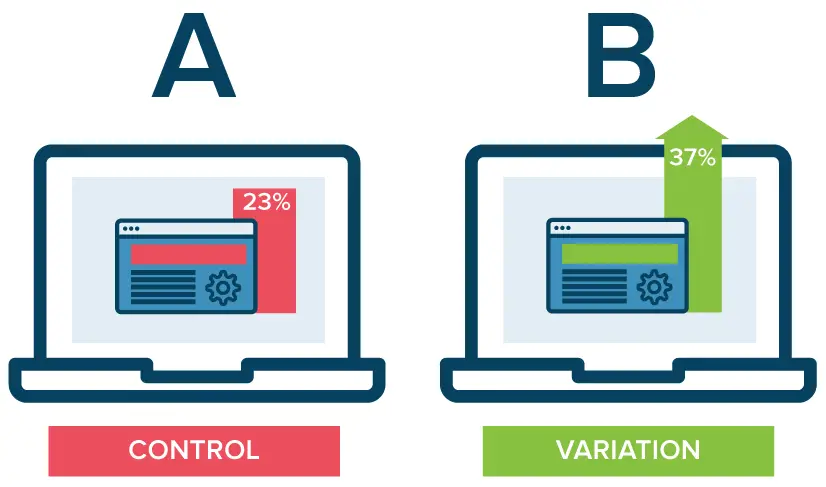 A
B
23%
37%
CONTROL
VARIATION